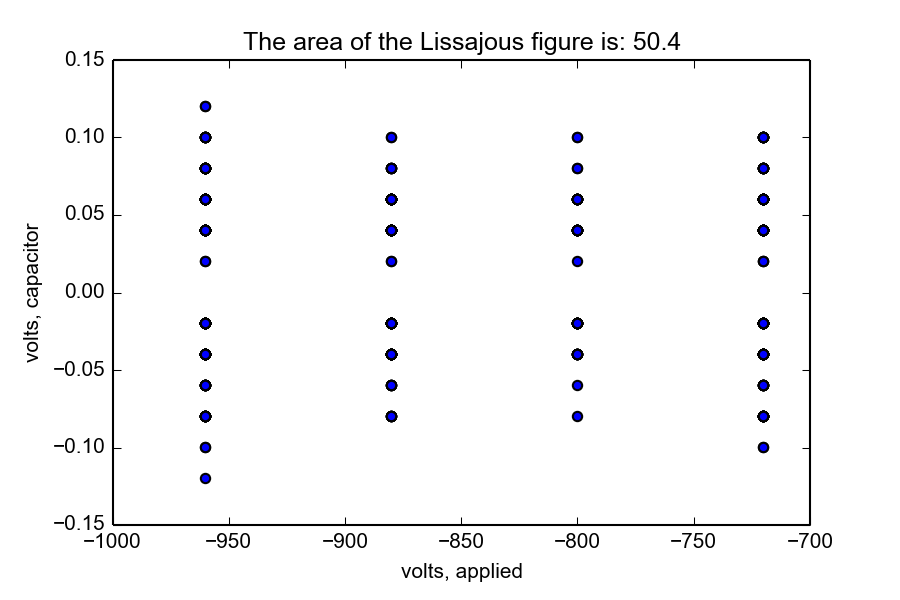 The area of the Lissajous figure is: 50.4
0.15
0.10
0.05
0.00
−0.05
−0.10
−0.15
volts, capacitor
−1000 −950 −900 −850 −800 −750 −700
volts, applied